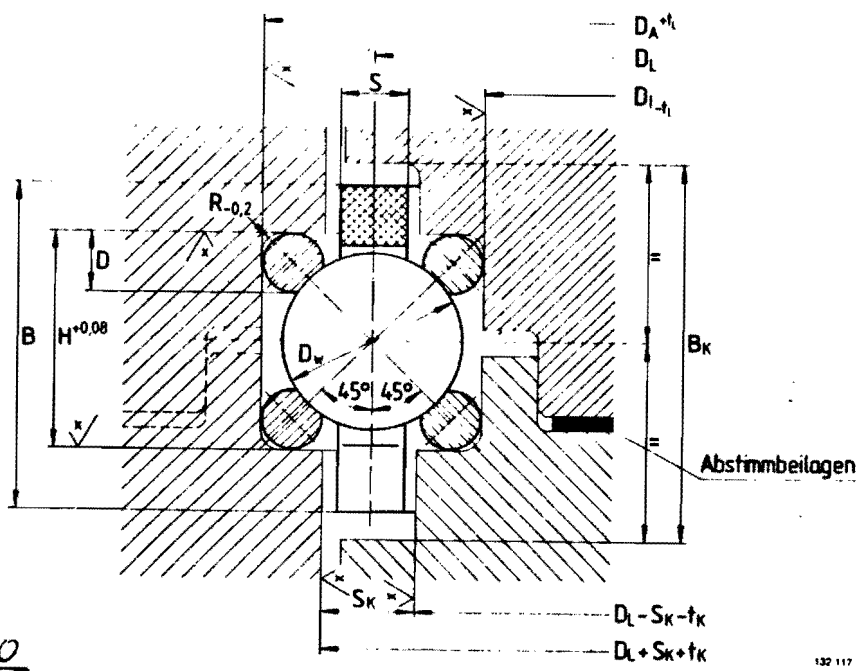 D_A +t_L
D_L
D_I -t_L
S
R-0,2
D
B
H+0,08
D_w
45° 45°
=
B_K
=
Abstimmbeilagen
S_K
D_L - S_K - t_K
D_L + S_K + t_K
132 117